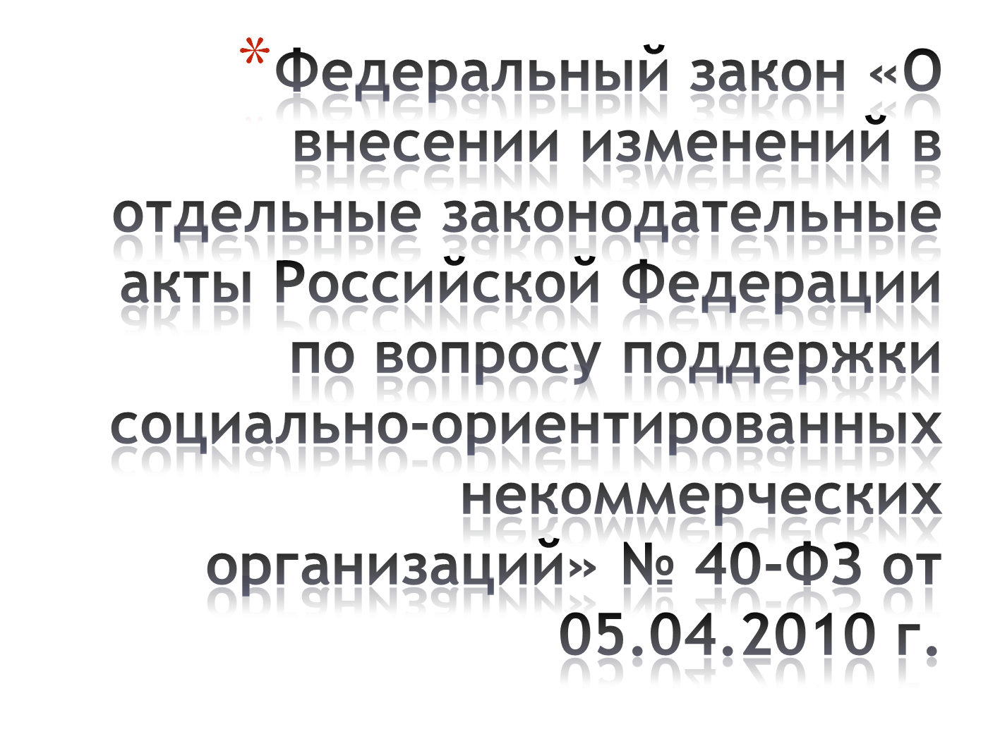 *Федеральный закон «О
внесении изменений в
отдельные законодательные
акты Российской Федерации
по вопросу поддержки
социально-ориентированных
некоммерческих
организаций» № 40-ФЗ от
05.04.2010 г.